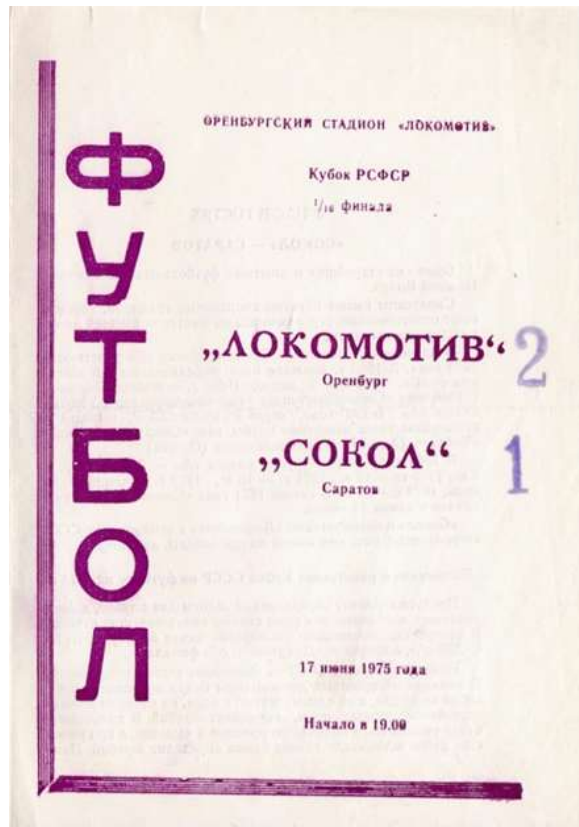 ФУТБОЛ
ОРЕНБУРГСКИЙ СТАДИОН «ЛОКОМОТИВ»
Кубок РСФСР
1/16 финала
„ЛОКОМОТИВ“ 2
Оренбург
„СОКОЛ“ 1
Саратов
17 июня 1975 года
Начало в 19.00